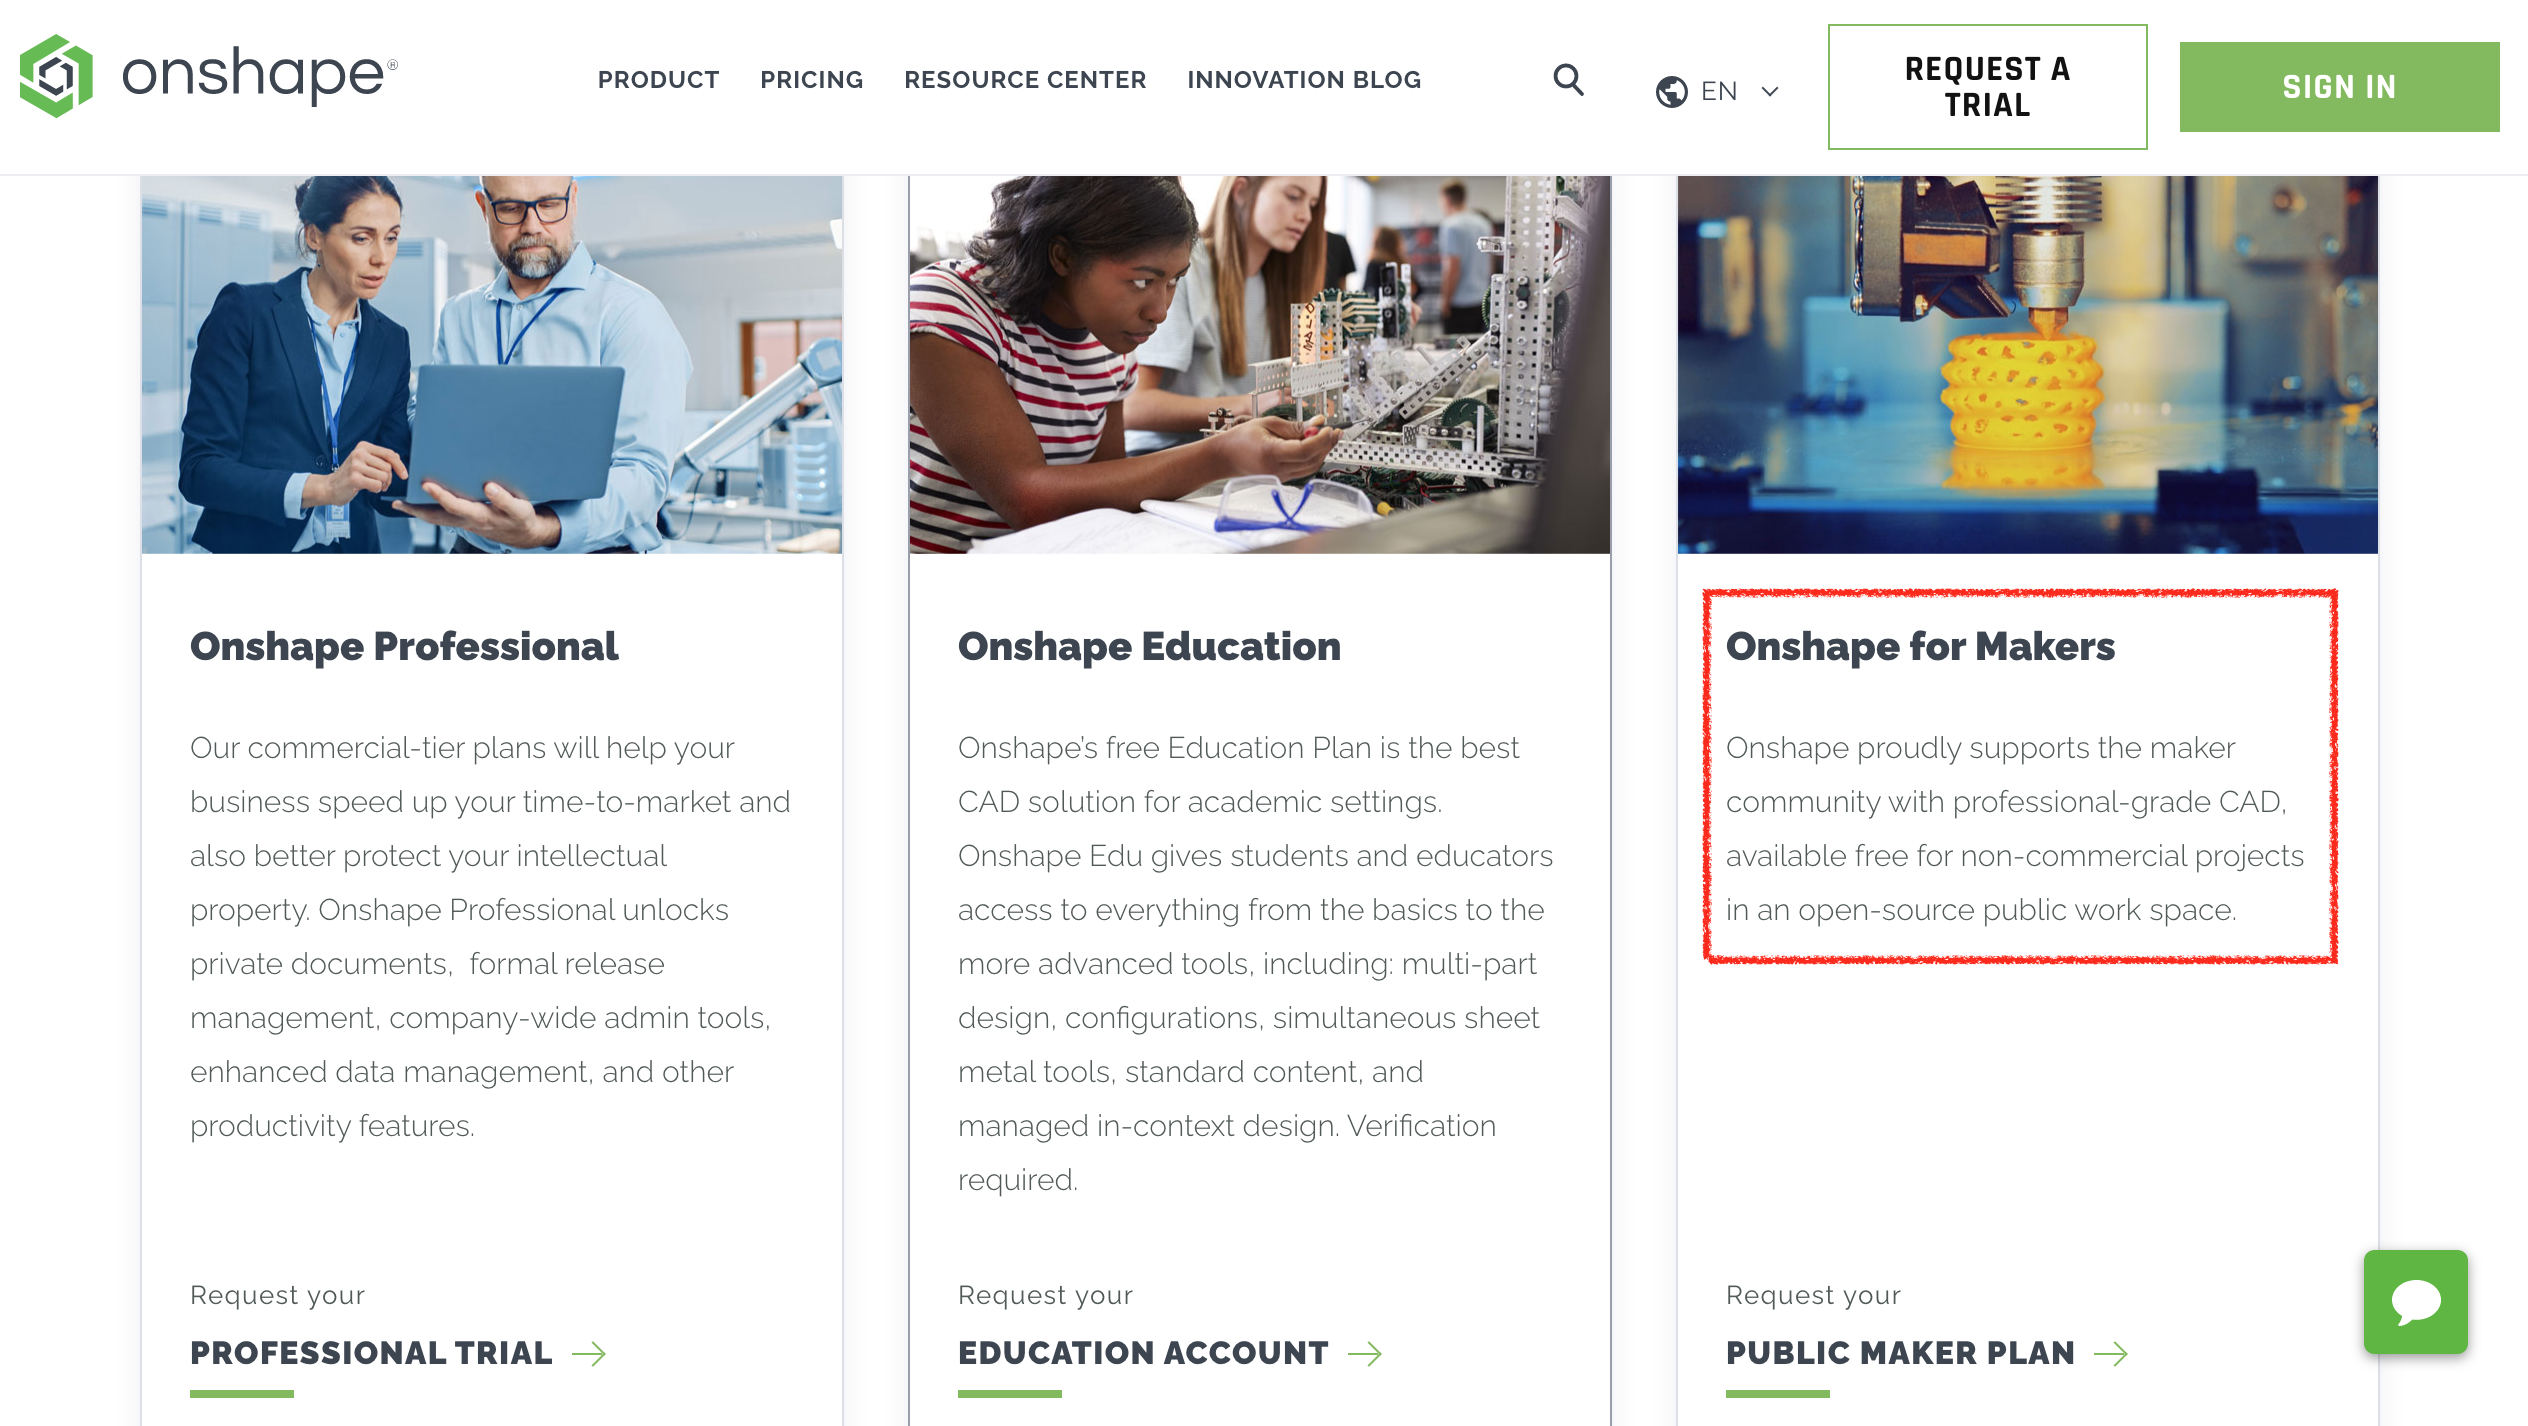 onshape®
PRODUCT PRICING RESOURCE CENTER INNOVATION BLOG
EN
REQUEST A
TRIAL
SIGN IN
Onshape Professional
Our commercial-tier plans will help your
business speed up your time-to-market and
also better protect your intellectual
property. Onshape Professional unlocks
private documents,  formal release
management, company-wide admin tools,
enhanced data management, and other
productivity features.
Request your
PROFESSIONAL TRIAL
Onshape Education
Onshape’s free Education Plan is the best
CAD solution for academic settings.
Onshape Edu gives students and educators
access to everything from the basics to the
more advanced tools, including: multi-part
design, configurations, simultaneous sheet
metal tools, standard content, and
managed in-context design. Verification
required.
Request your
EDUCATION ACCOUNT
Onshape for Makers
Onshape proudly supports the maker
community with professional-grade CAD,
available free for non-commercial projects
in an open-source public work space.
Request your
PUBLIC MAKER PLAN